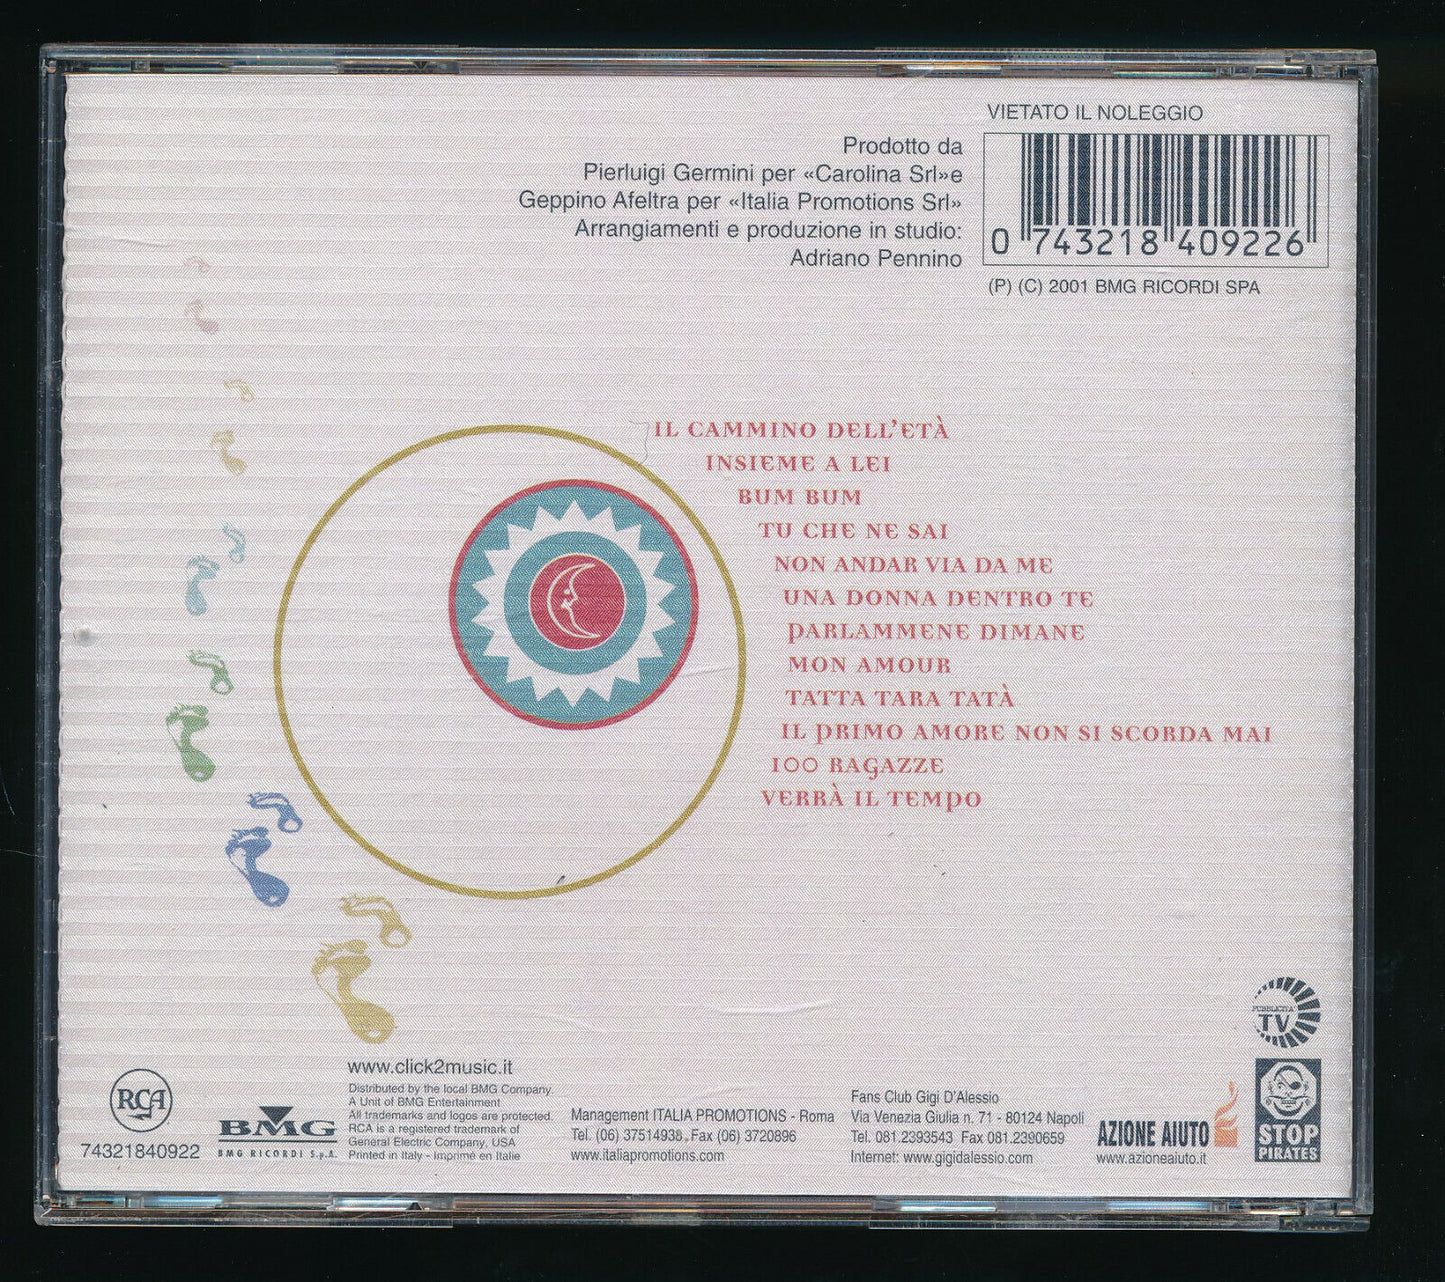 VIETATO IL NOLEGGIO
Prodotto da
Pierluigi Germini per «Carolina Srl»e
Geppino Afeltra per «Italia Promotions Srl»
Arrangiamenti e produzione in studio:
Adriano Pennino
0 743218 409226
(P) (C) 2001 BMG RICORDI SPA
IL CAMMINO DELL'ETÀ
INSIEME A LEI
BUM BUM
TU CHE NE SAI
NON ANDAR VIA DA ME
UNA DONNA DENTRO TE
PARLAMMENE DIMANE
MON AMOUR
TATTA TARA TATÀ
IL PRIMO AMORE NON SI SCORDA MAI
100 RAGAZZE
VERRÀ IL TEMPO
PUBBLICITA'
TV
RCA
74321840922
BMG
BMG RICORDI S.p.A.
www.click2music.it
Distributed by the local BMG Company.
A Unit of BMG Entertainment
All trademarks and logos are protected.
RCA is a registered trademark of
General Electric Company, USA
Printed in Italy - Imprimé en Italie
Management ITALIA PROMOTIONS - Roma
Tel. (06) 37514938. Fax (06) 3720896
www.italiapromotions.com
Fans Club Gigi D'Alessio
Via Venezia Giulia n. 71 - 80124 Napoli
Tel. 081.2393543 Fax 081.2390659
Internet: www.gigidalessio.com
AZIONE AIUTO
www.azioneaiuto.it
STOP
PIRATES